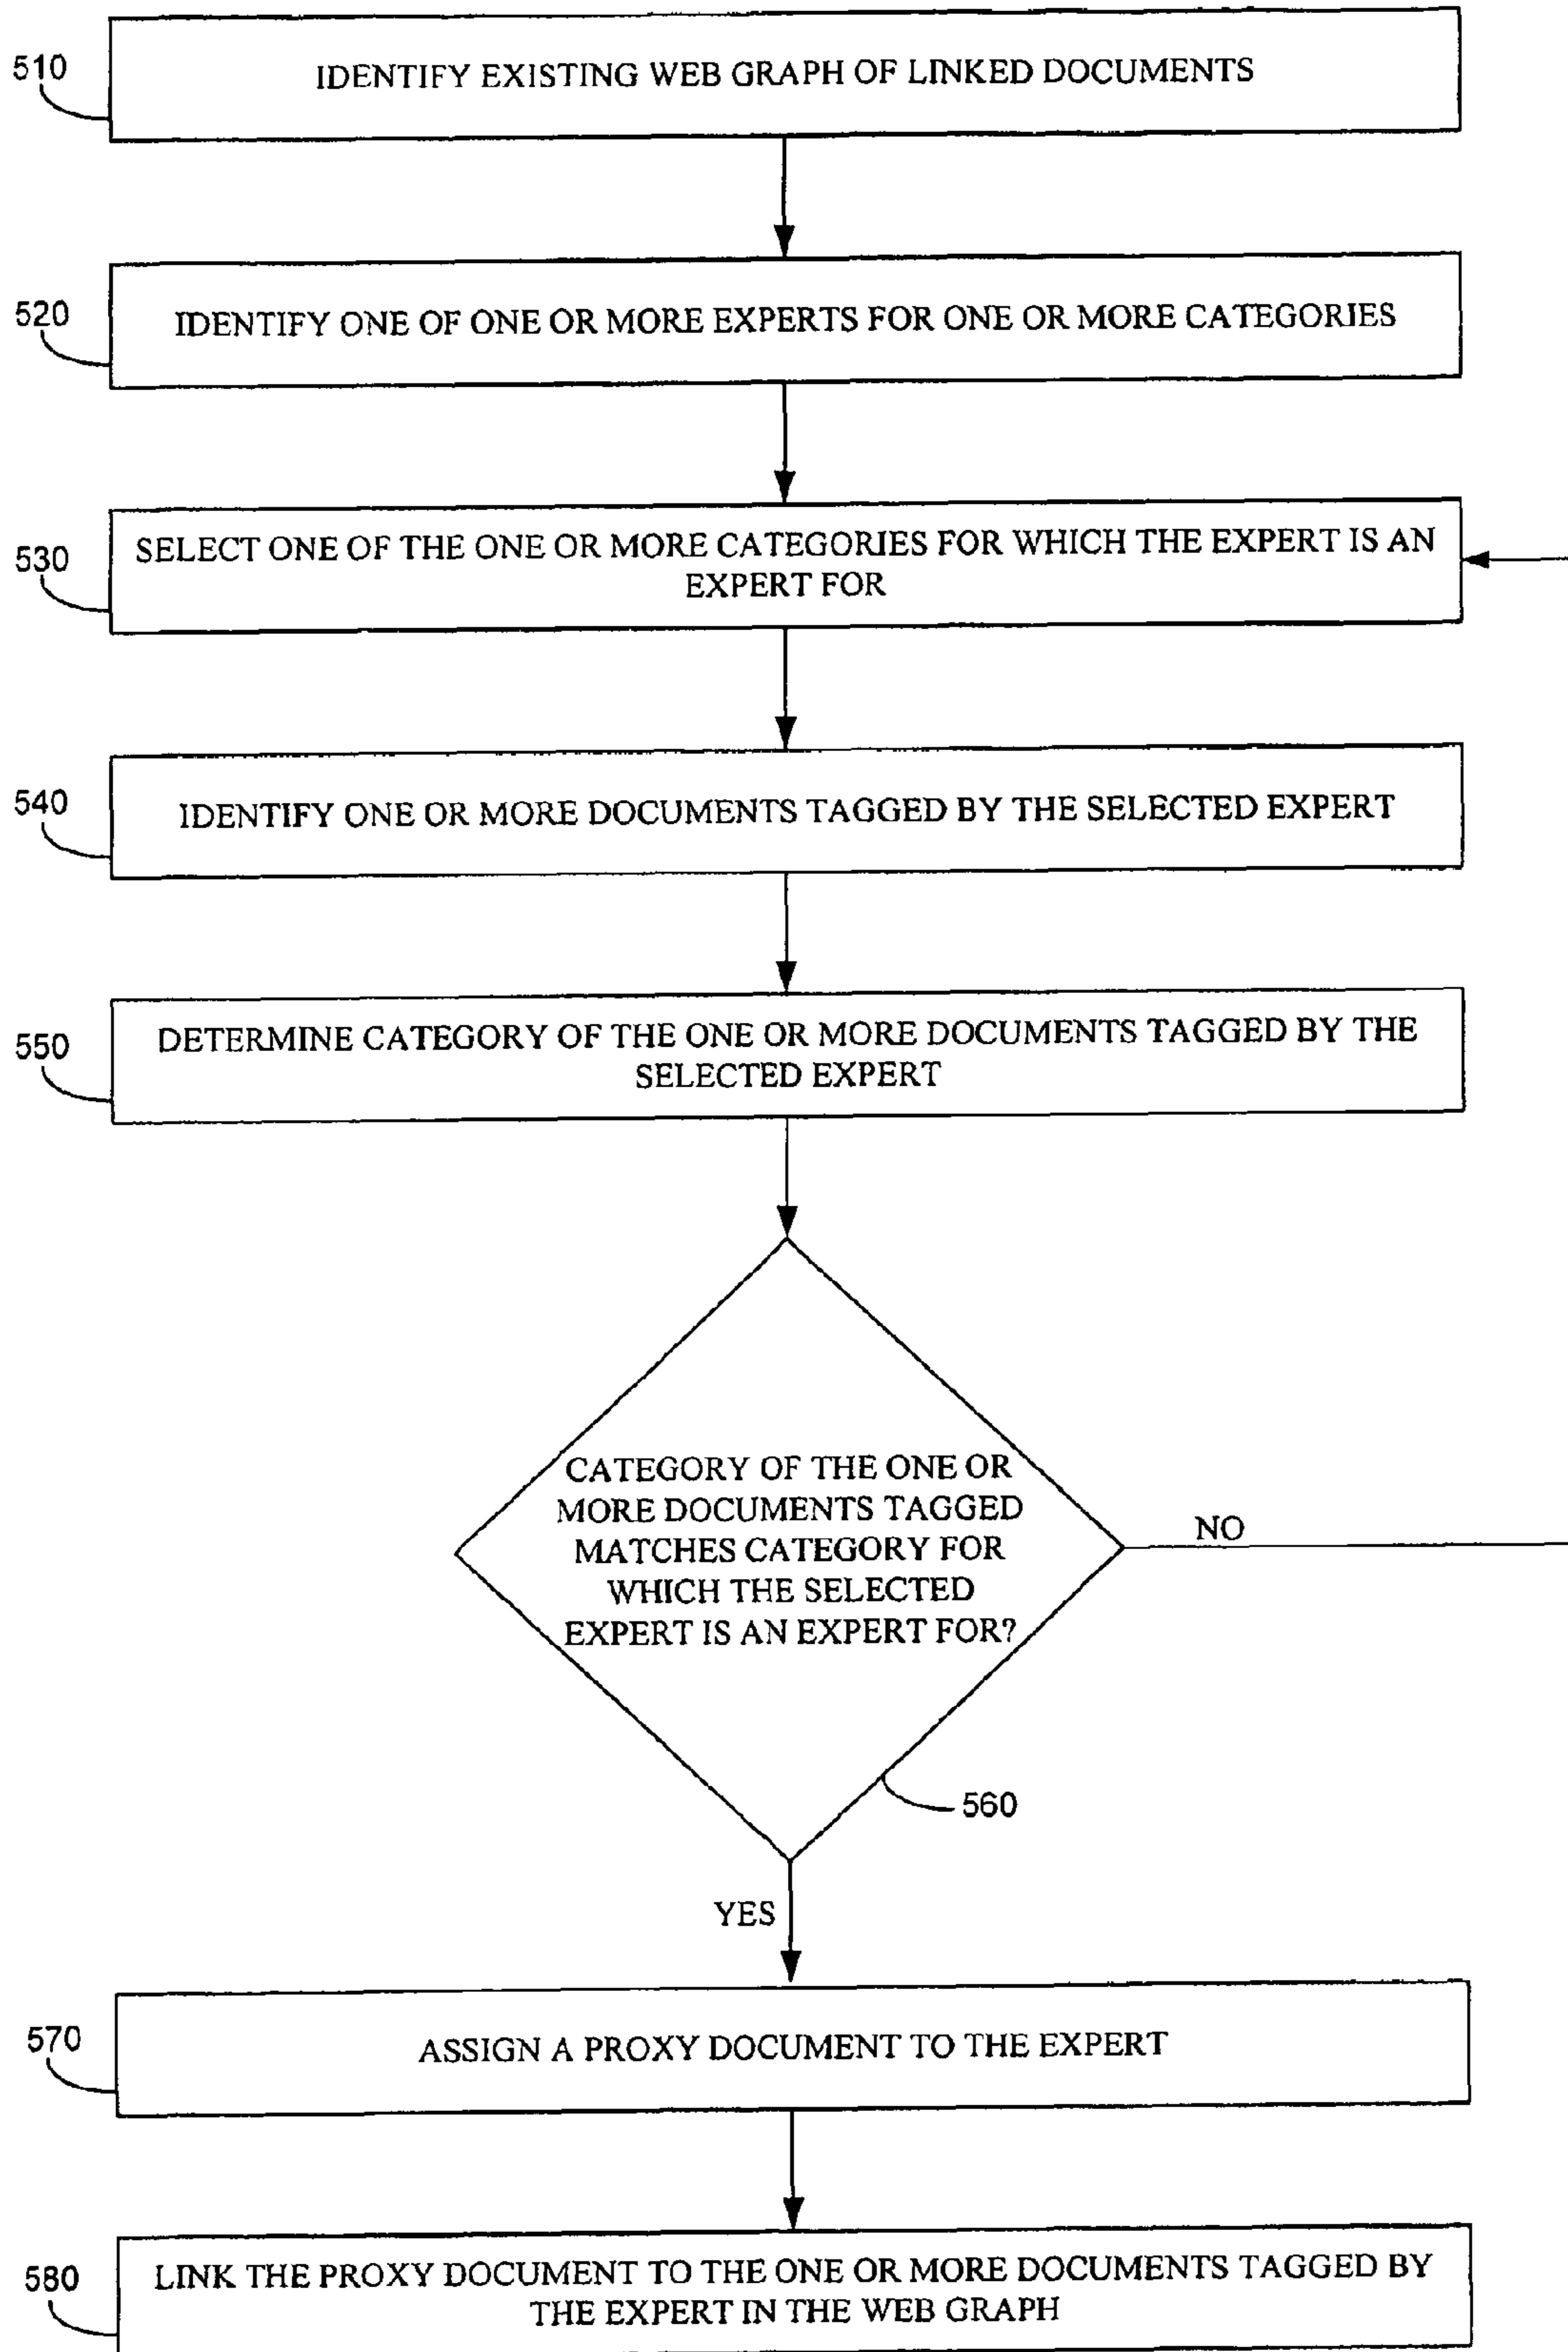 510
IDENTIFY EXISTING WEB GRAPH OF LINKED DOCUMENTS
520
IDENTIFY ONE OF ONE OR MORE EXPERTS FOR ONE OR MORE CATEGORIES
530
SELECT ONE OF THE ONE OR MORE CATEGORIES FOR WHICH THE EXPERT IS AN
EXPERT FOR
540
IDENTIFY ONE OR MORE DOCUMENTS TAGGED BY THE SELECTED EXPERT
550
DETERMINE CATEGORY OF THE ONE OR MORE DOCUMENTS TAGGED BY THE
SELECTED EXPERT
CATEGORY OF THE ONE OR
MORE DOCUMENTS TAGGED
MATCHES CATEGORY FOR
WHICH THE SELECTED
EXPERT IS AN EXPERT FOR?
NO
560
YES
570
ASSIGN A PROXY DOCUMENT TO THE EXPERT
580
LINK THE PROXY DOCUMENT TO THE ONE OR MORE DOCUMENTS TAGGED BY
THE EXPERT IN THE WEB GRAPH